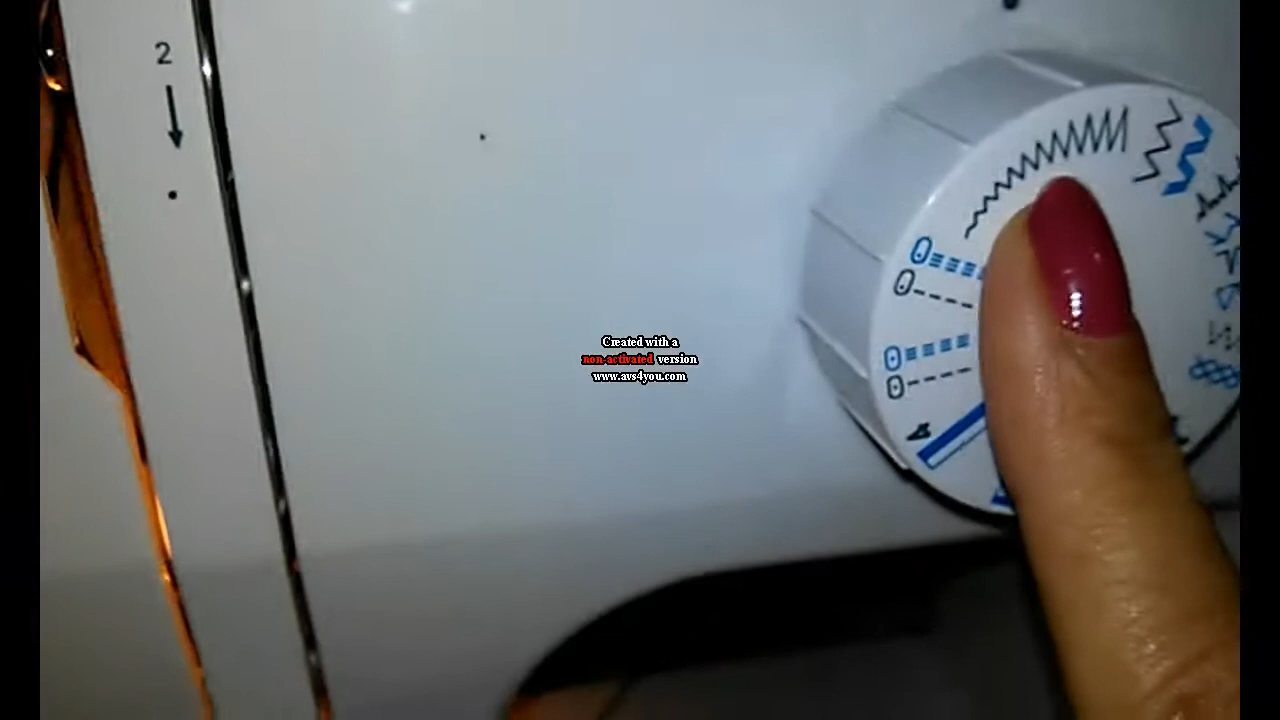 2
Created with a
non-activated version
www.avs4you.com
4